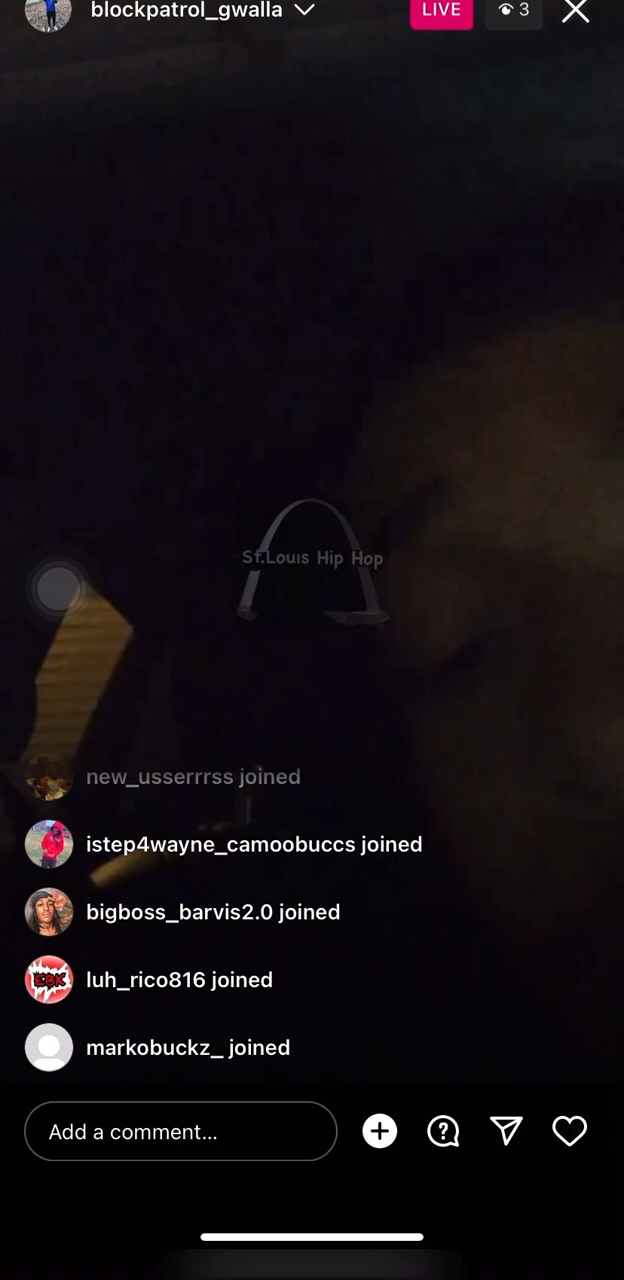 blockpatrol_gwalla
LIVE
3
St.Louis Hip Hop
new_usserrrss joined
istep4wayne_camoobuccs joined
bigboss_barvis2.0 joined
EBK
luh_rico816 joined
markobuckz_ joined
Add a comment...